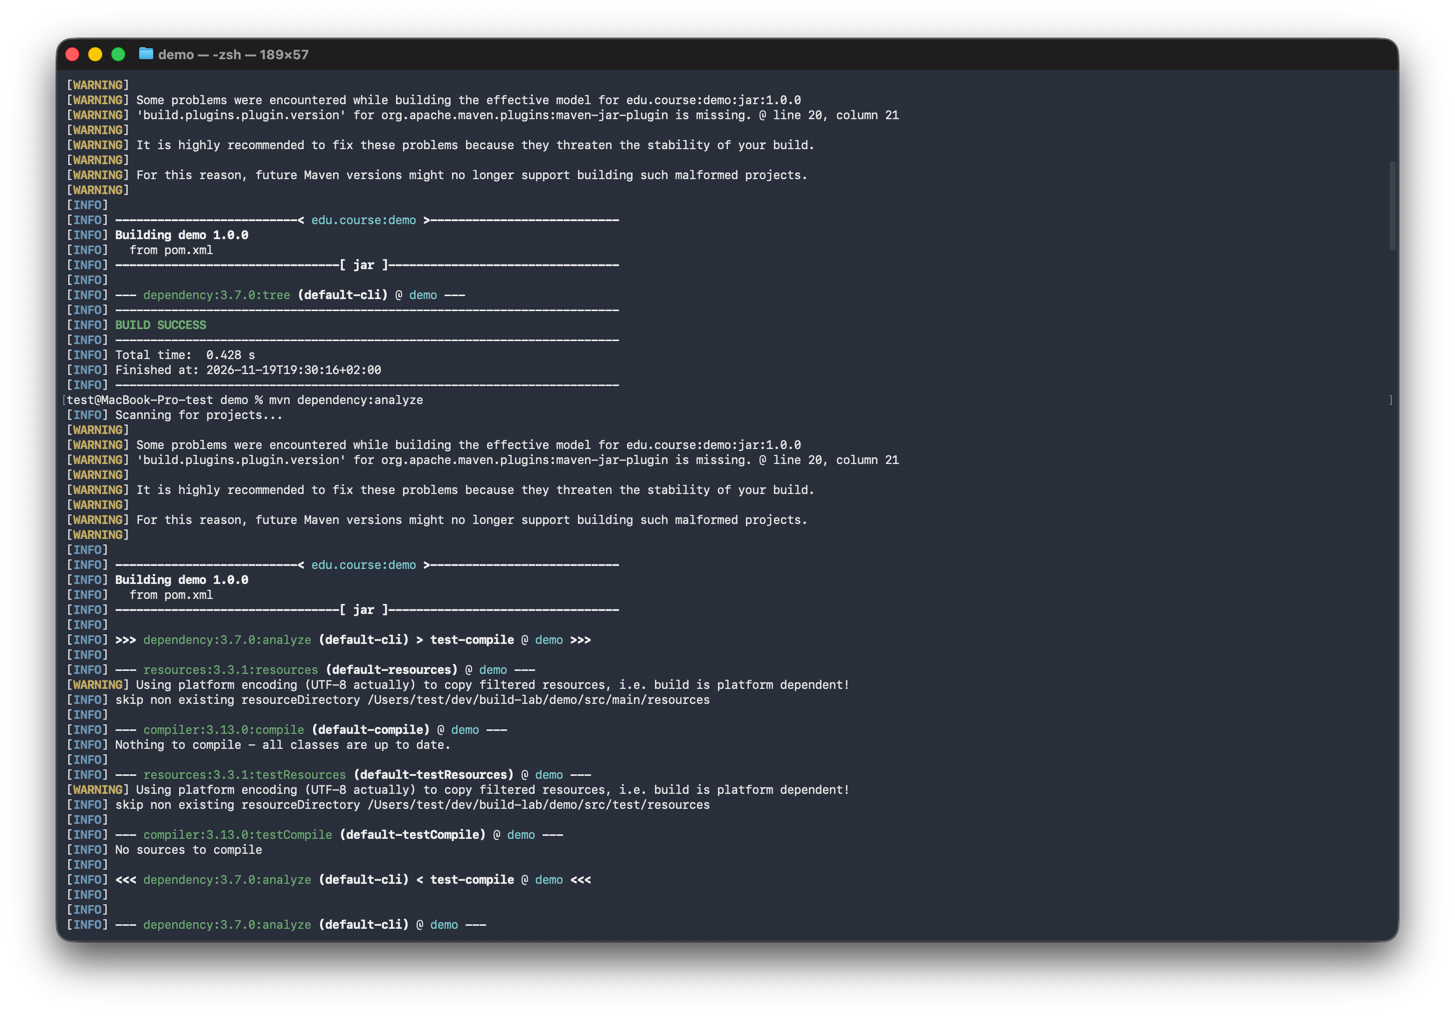 demo — -zsh — 189×57
[WARNING]
[WARNING] Some problems were encountered while building the effective model for edu.course:demo:jar:1.0.0
[WARNING] 'build.plugins.plugin.version' for org.apache.maven.plugins:maven-jar-plugin is missing. @ line 20, column 21
[WARNING]
[WARNING] It is highly recommended to fix these problems because they threaten the stability of your build.
[WARNING]
[WARNING] For this reason, future Maven versions might no longer support building such malformed projects.
[WARNING]
[INFO]
[INFO] --------------------------< edu.course:demo >---------------------------
[INFO] Building demo 1.0.0
[INFO]   from pom.xml
[INFO] --------------------------------[ jar ]---------------------------------
[INFO]
[INFO] --- dependency:3.7.0:tree (default-cli) @ demo ---
[INFO] ------------------------------------------------------------------------
[INFO] BUILD SUCCESS
[INFO] ------------------------------------------------------------------------
[INFO] Total time:  0.428 s
[INFO] Finished at: 2026-11-19T19:30:16+02:00
[INFO] ------------------------------------------------------------------------
[test@MacBook-Pro-test demo % mvn dependency:analyze ]
[INFO] Scanning for projects...
[WARNING]
[WARNING] Some problems were encountered while building the effective model for edu.course:demo:jar:1.0.0
[WARNING] 'build.plugins.plugin.version' for org.apache.maven.plugins:maven-jar-plugin is missing. @ line 20, column 21
[WARNING]
[WARNING] It is highly recommended to fix these problems because they threaten the stability of your build.
[WARNING]
[WARNING] For this reason, future Maven versions might no longer support building such malformed projects.
[WARNING]
[INFO]
[INFO] --------------------------< edu.course:demo >---------------------------
[INFO] Building demo 1.0.0
[INFO]   from pom.xml
[INFO] --------------------------------[ jar ]---------------------------------
[INFO]
[INFO] >>> dependency:3.7.0:analyze (default-cli) > test-compile @ demo >>>
[INFO]
[INFO] --- resources:3.3.1:resources (default-resources) @ demo ---
[WARNING] Using platform encoding (UTF-8 actually) to copy filtered resources, i.e. build is platform dependent!
[INFO] skip non existing resourceDirectory /Users/test/dev/build-lab/demo/src/main/resources
[INFO]
[INFO] --- compiler:3.13.0:compile (default-compile) @ demo ---
[INFO] Nothing to compile - all classes are up to date.
[INFO]
[INFO] --- resources:3.3.1:testResources (default-testResources) @ demo ---
[WARNING] Using platform encoding (UTF-8 actually) to copy filtered resources, i.e. build is platform dependent!
[INFO] skip non existing resourceDirectory /Users/test/dev/build-lab/demo/src/test/resources
[INFO]
[INFO] --- compiler:3.13.0:testCompile (default-testCompile) @ demo ---
[INFO] No sources to compile
[INFO]
[INFO] <<< dependency:3.7.0:analyze (default-cli) < test-compile @ demo <<<
[INFO]
[INFO]
[INFO] --- dependency:3.7.0:analyze (default-cli) @ demo ---